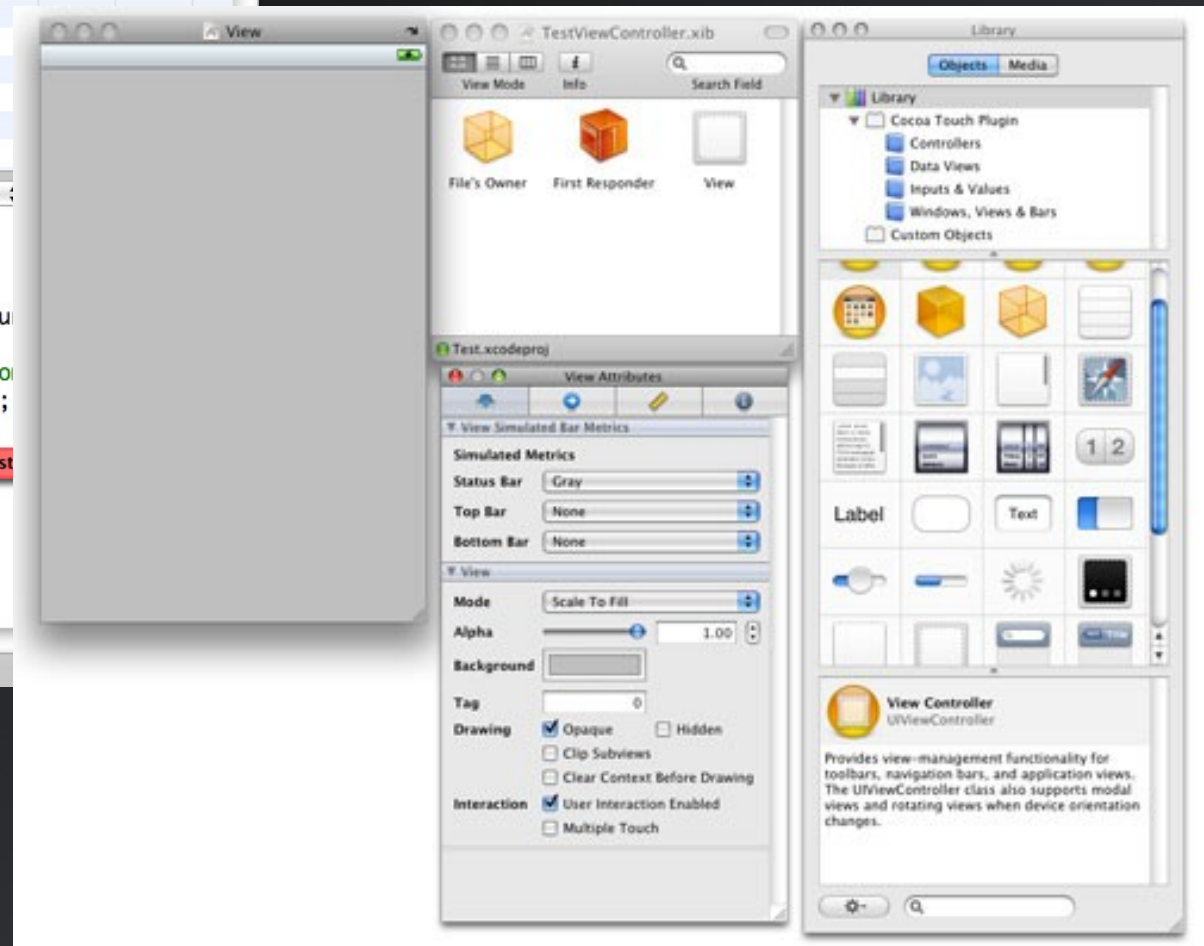 View
TestViewController.xib
View Mode
Info
Search Field
File's Owner
First Responder
View
Test.xcodeproj
View Attributes
View Simulated Bar Metrics
Simulated Metrics
Status Bar Gray
Top Bar None
Bottom Bar None
View
Mode Scale To Fill
Alpha 1.00
Background
Tag 0
Drawing Opaque Hidden
Clip Subviews
Clear Context Before Drawing
Interaction User Interaction Enabled
Multiple Touch
Library
Objects Media
Library
Cocoa Touch Plugin
Controllers
Data Views
Inputs & Values
Windows, Views & Bars
Custom Objects
1 2
Label Text
Title
View Controller
UIViewController
Provides view-management functionality for
toolbars, navigation bars, and application views.
The UIViewController class also supports modal
views and rotating views when device orientation
changes.